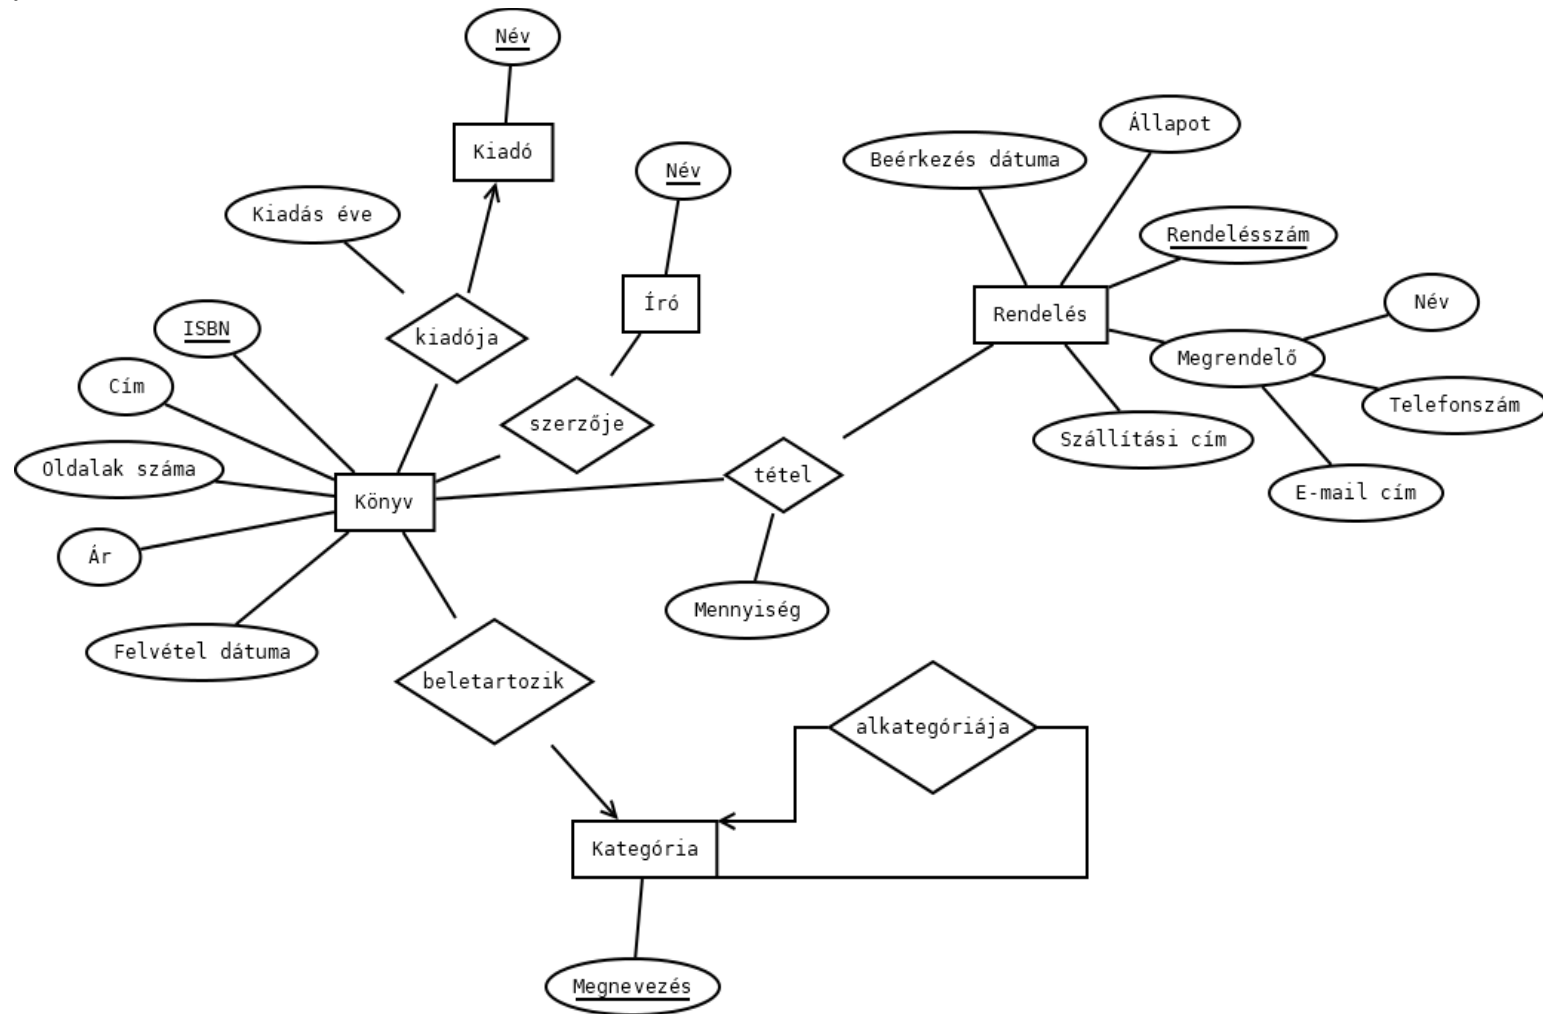 Név
Kiadó
Kiadás éve
Név
Író
Beérkezés dátuma
Állapot
Rendelésszám
Rendelés
Név
Megrendelő
Telefonszám
Szállítási cím
E-mail cím
kiadója
ISBN
Cím
szerzője
Oldalak száma
tétel
Könyv
Ár
Mennyiség
Felvétel dátuma
beletartozik
alkategóriája
Kategória
Megnevezés